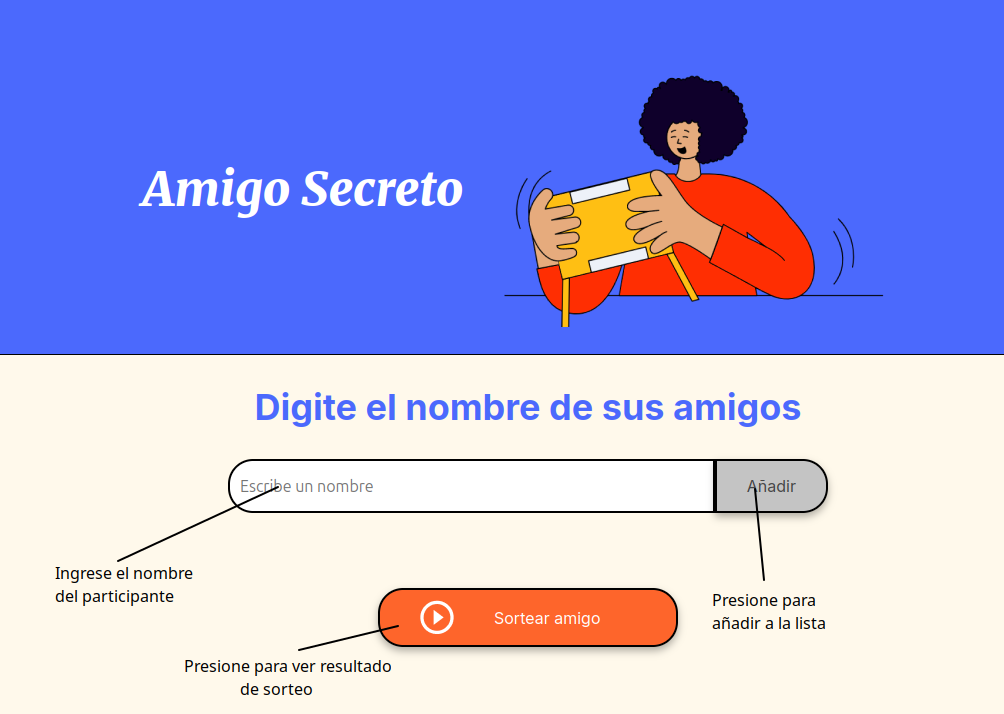 Amigo Secreto
Digite el nombre de sus amigos
Escribe un nombre
Añadir
Ingrese el nombre
del participante
Presione para
añadir a la lista
Sortear amigo
Presione para ver resultado
de sorteo